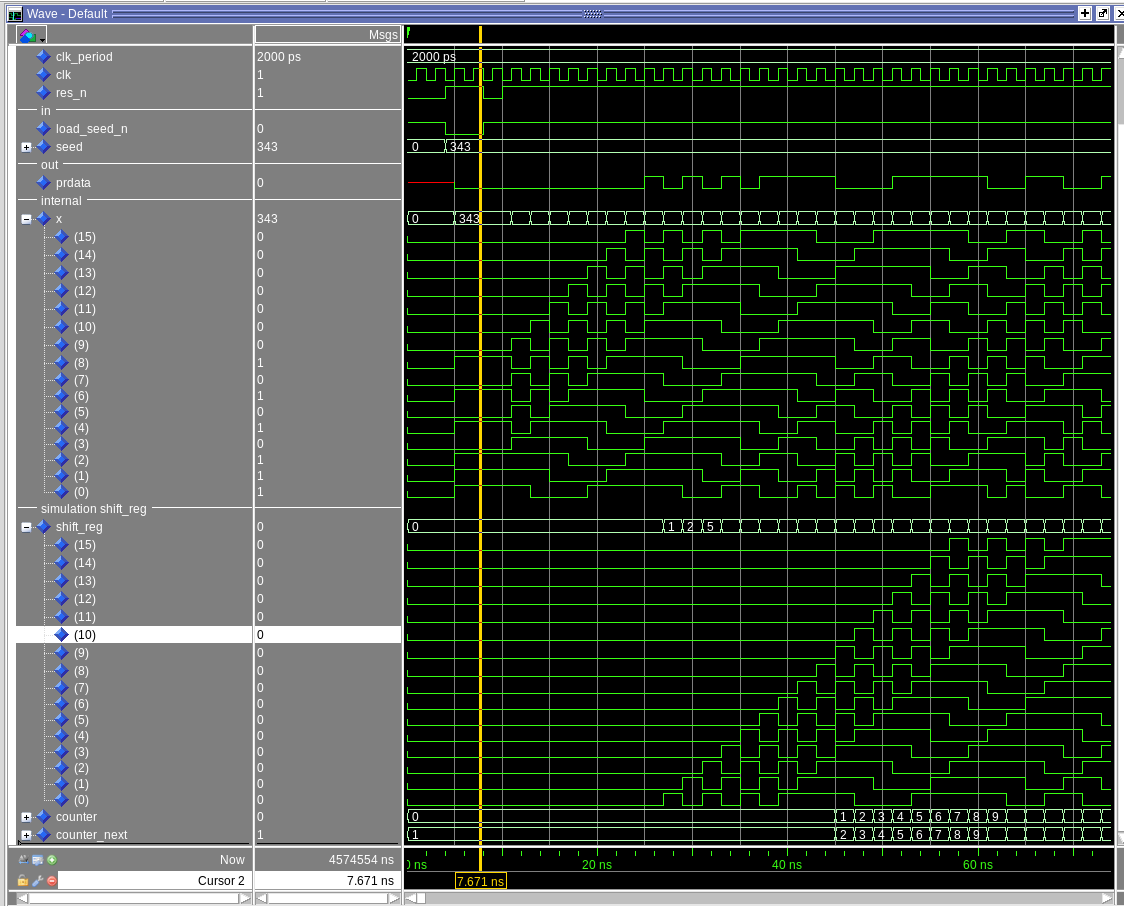 Wave - Default
Msgs
clk_period 2000 ps 2000 ps
clk 1
res_n 1
in
load_seed_n 0
seed 343 0 343
out
prdata 0
internal
x 343 0 343
(15) 0
(14) 0
(13) 0
(12) 0
(11) 0
(10) 0
(9) 0
(8) 1
(7) 0
(6) 1
(5) 0
(4) 1
(3) 0
(2) 1
(1) 1
(0) 1
simulation shift_reg
shift_reg 0 0 1 2 5
(15) 0
(14) 0
(13) 0
(12) 0
(11) 0
(10) 0
(9) 0
(8) 0
(7) 0
(6) 0
(5) 0
(4) 0
(3) 0
(2) 0
(1) 0
(0) 0
counter 0 0 1 2 3 4 5 6 7 8 9
counter_next 1 1 2 3 4 5 6 7 8 9
Now 4574554 ns 0 ns 20 ns 40 ns 60 ns
Cursor 2 7.671 ns 7.671 ns